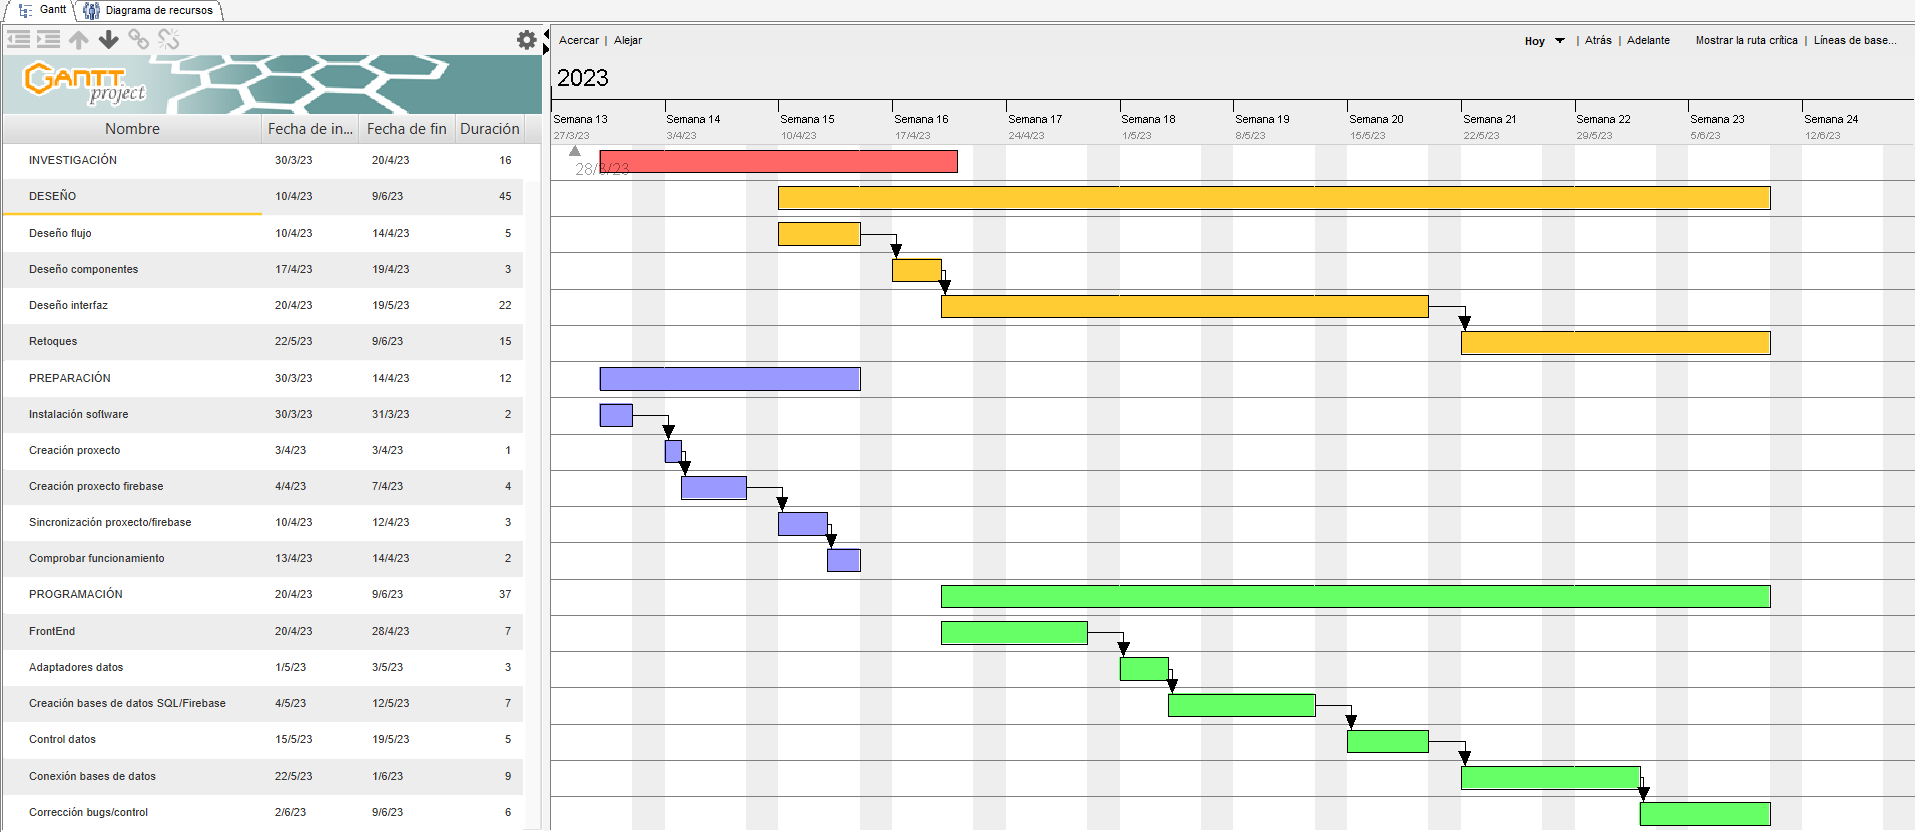 Gantt Diagrama de recursos
Acercar | Alejar Hoy | Atrás | Adelante Mostrar la ruta crítica | Líneas de base...
GANTT
project
2023
Nombre Fecha de in... Fecha de fin Duración
Semana 13 Semana 14 Semana 15 Semana 16 Semana 17 Semana 18 Semana 19 Semana 20 Semana 21 Semana 22 Semana 23 Semana 24
27/3/23 3/4/23 10/4/23 17/4/23 24/4/23 1/5/23 8/5/23 15/5/23 22/5/23 29/5/23 5/6/23 12/6/23
INVESTIGACIÓN 30/3/23 20/4/23 16
28/3/23
DESEÑO 10/4/23 9/6/23 45
Deseño flujo 10/4/23 14/4/23 5
Deseño componentes 17/4/23 19/4/23 3
Deseño interfaz 20/4/23 19/5/23 22
Retoques 22/5/23 9/6/23 15
PREPARACIÓN 30/3/23 14/4/23 12
Instalación software 30/3/23 31/3/23 2
Creación proxecto 3/4/23 3/4/23 1
Creación proxecto firebase 4/4/23 7/4/23 4
Sincronización proxecto/firebase 10/4/23 12/4/23 3
Comprobar funcionamiento 13/4/23 14/4/23 2
PROGRAMACIÓN 20/4/23 9/6/23 37
FrontEnd 20/4/23 28/4/23 7
Adaptadores datos 1/5/23 3/5/23 3
Creación bases de datos SQL/Firebase 4/5/23 12/5/23 7
Control datos 15/5/23 19/5/23 5
Conexión bases de datos 22/5/23 1/6/23 9
Corrección bugs/control 2/6/23 9/6/23 6